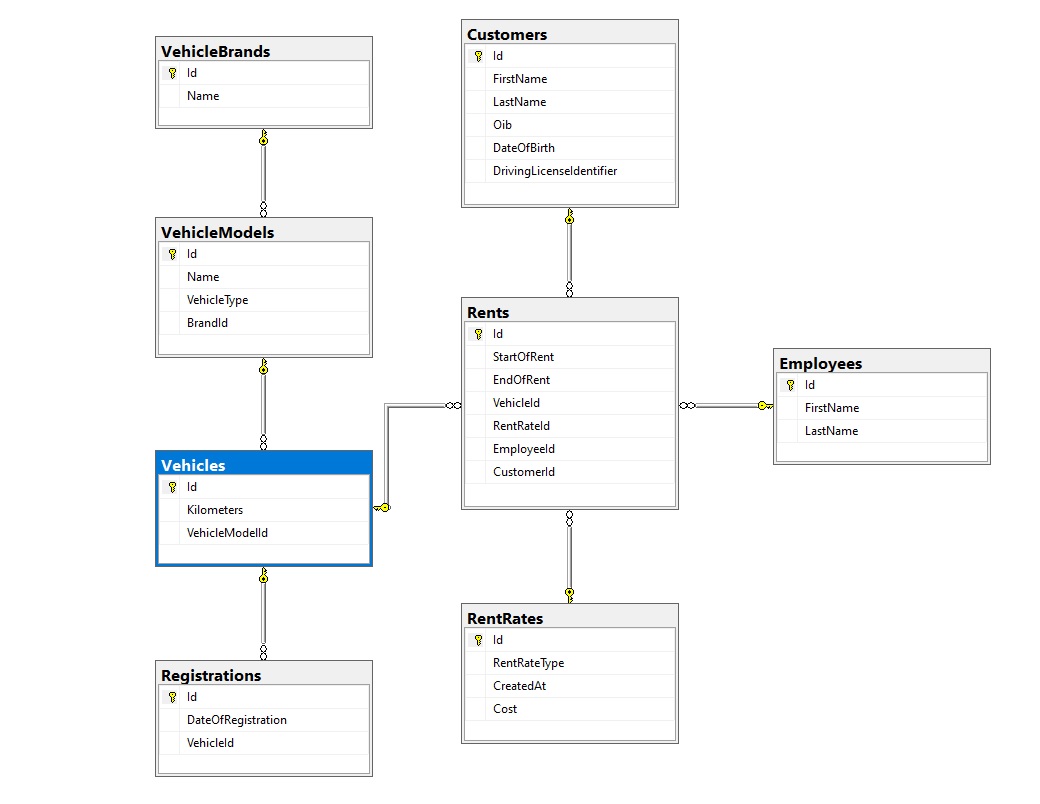 VehicleBrands
Id
Name
VehicleModels
Id
Name
VehicleType
BrandId
Vehicles
Id
Kilometers
VehicleModelId
Registrations
Id
DateOfRegistration
VehicleId
Customers
Id
FirstName
LastName
Oib
DateOfBirth
DrivingLicenseIdentifier
Rents
Id
StartOfRent
EndOfRent
VehicleId
RentRateId
EmployeeId
CustomerId
RentRates
Id
RentRateType
CreatedAt
Cost
Employees
Id
FirstName
LastName